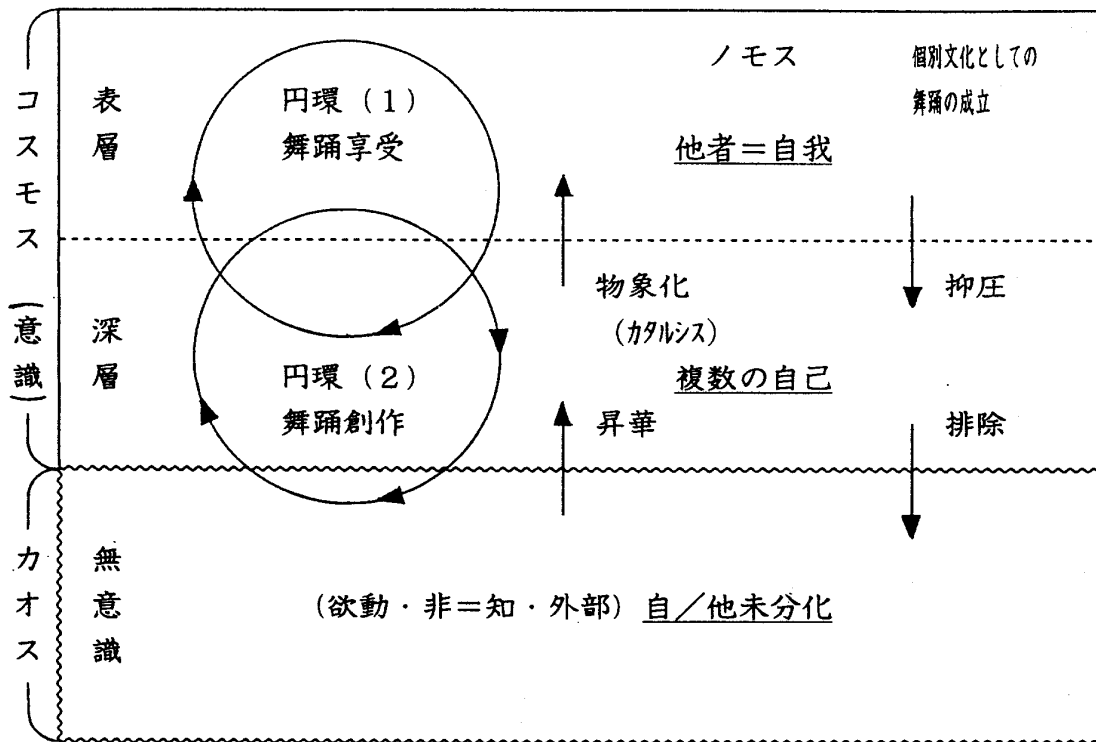 コスモス(意識)
表層
円環(1)
舞踊享受
ノモス
他者=自我
個別文化としての
舞踊の成立
深層
円環(2)
舞踊創作
物象化
(カタルシス)
複数の自己
昇華
抑圧
排除
カオス
無意識
(欲動・非=知・外部) 自/他未分化